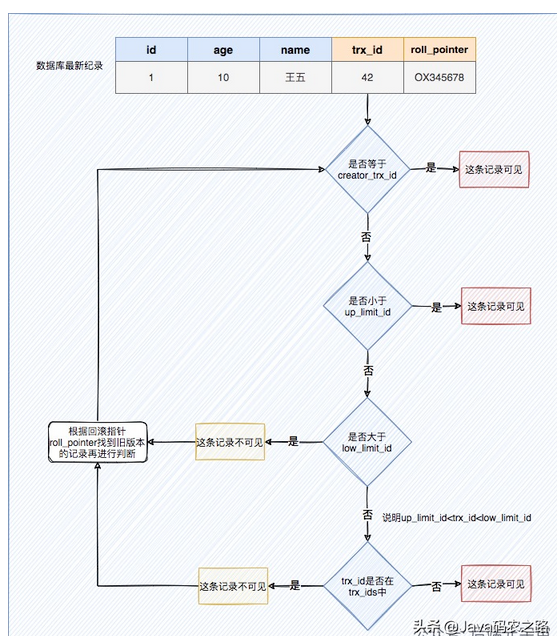 id age name trx_id roll_pointer
数据库最新纪录
1 10 王五 42 OX345678
是否等于
creator_trx_id
是
这条记录可见
否
是否小于
up_limit_id
是
这条记录可见
否
根据回滚指针
roll_pointer找到旧版本
的记录再进行判断
这条记录不可见
是
是否大于
low_limit_id
否
说明up_limit_id<trx_id<low_limit_id
这条记录不可见
是
trx_id是否在
trx_ids中
否
这条记录可见
头条 @Java码农之路